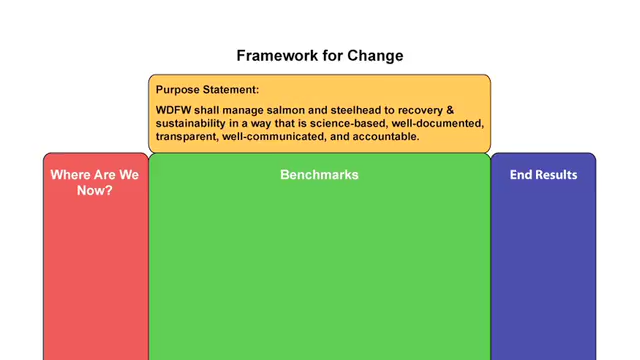 Framework for Change
Purpose Statement:
WDFW shall manage salmon and steelhead to recovery &
sustainability in a way that is science-based, well-documented,
transparent, well-communicated, and accountable.
Where Are We
Now?
Benchmarks
End Results